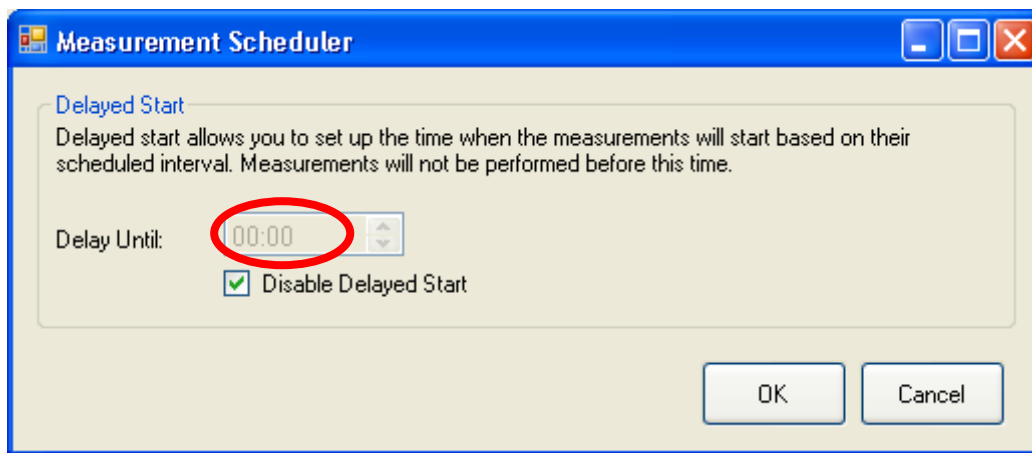 Measurement Scheduler
Delayed Start
Delayed start allows you to set up the time when the measurements will start based on their
scheduled interval. Measurements will not be performed before this time.
Delay Until: 00:00
Disable Delayed Start
OK Cancel